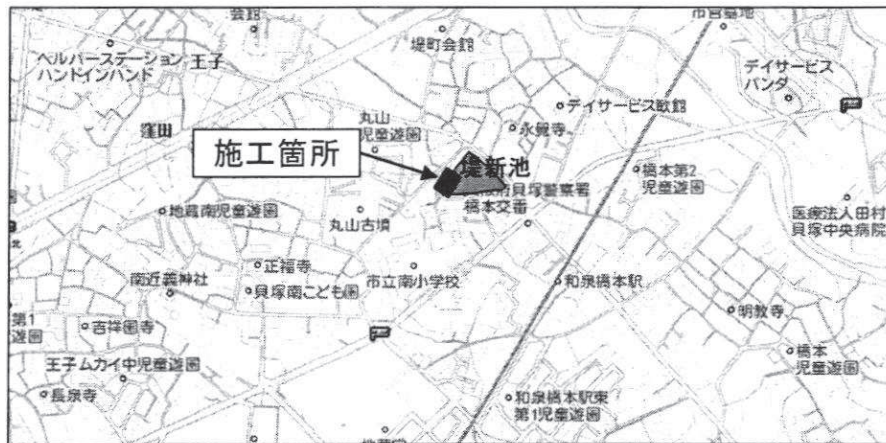 会館
市営墓地
堤町会館
ヘルパーステーション
ハンドインハンド
王子
デイサービス
パンダ
デイサービス歓館
丸山
児童遊園
永覚寺
窪田
施工箇所
堤新池
貝塚警察署
橋本交番
橋本第2
児童遊園
地蔵南児童遊園
丸山古墳
医療法人田村
貝塚中央病院
北
正福寺
市立南小学校
和泉橋本駅
南近義神社
貝塚南こども園
明教寺
第1
遊園
吉祥園寺
王子ムカイ中児童遊園
橋本
児童遊園
長泉寺
和泉橋本駅東
第1児童遊園